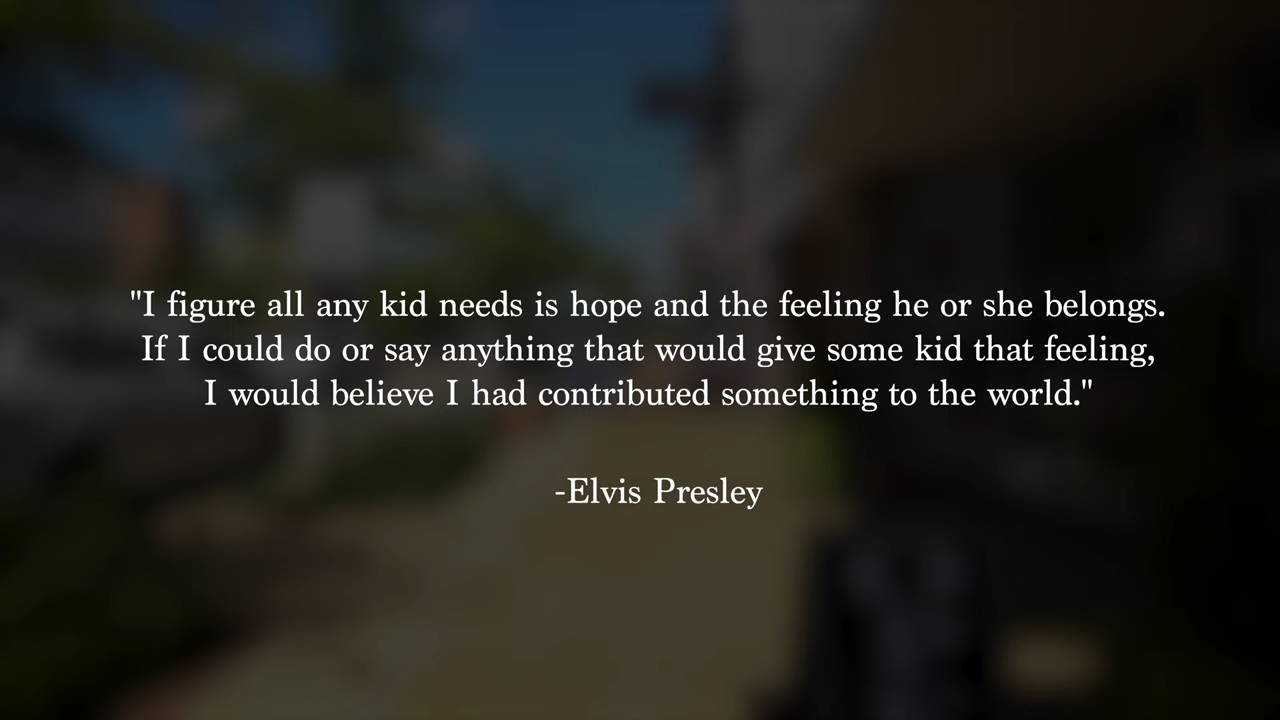 "I figure all any kid needs is hope and the feeling he or she belongs.
If I could do or say anything that would give some kid that feeling,
I would believe I had contributed something to the world."
-Elvis Presley